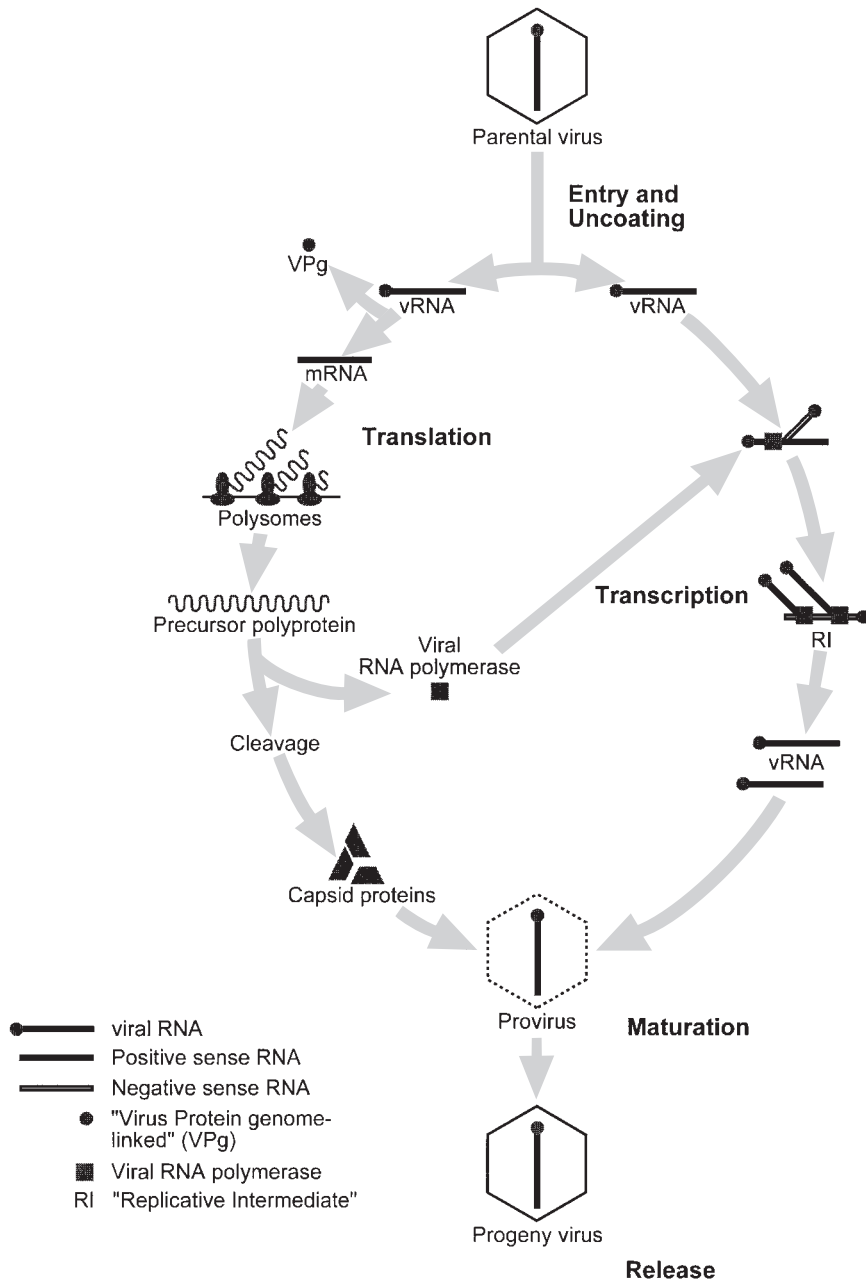 Parental virus
Entry and
Uncoating
VPg
vRNA
vRNA
mRNA
Translation
Polysomes
Transcription
Precursor polyprotein
Viral
RNA polymerase
RI
Cleavage
vRNA
Capsid proteins
Provirus
Maturation
viral RNA
Positive sense RNA
Negative sense RNA
"Virus Protein genome-
linked" (VPg)
Viral RNA polymerase
RI "Replicative Intermediate"
Progeny virus
Release